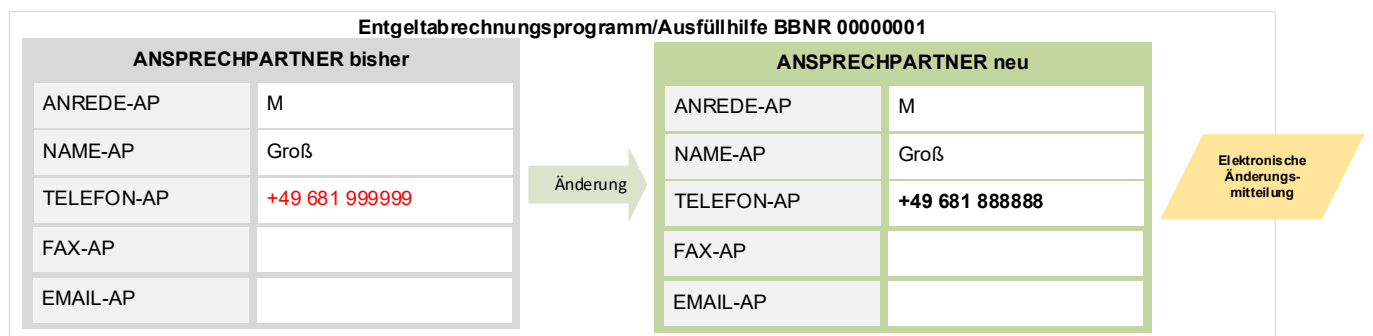 Entgeltabrechnungsprogramm/Ausfüllhilfe BBNR 00000001
ANSPRECHPARTNER bisher
ANREDE-AP M
NAME-AP Groß
TELEFON-AP +49 681 999999
FAX-AP
EMAIL-AP
Änderung
ANSPRECHPARTNER neu
ANREDE-AP M
NAME-AP Groß
TELEFON-AP +49 681 888888
FAX-AP
EMAIL-AP
Elektronische
Änderungs-
mitteilung